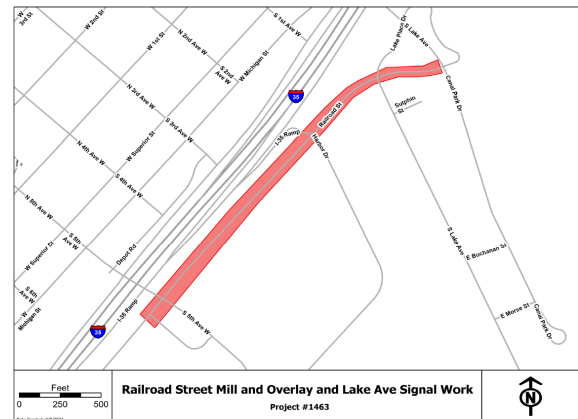 W
3rd St
W 2nd St
W 1st St
N 2nd Ave W
S 1st Ave W
S 2nd
Ave W
W Michigan St
N 3rd Ave W
W Superior St
S 3rd Ave W
N 4th Ave W
S 4th Ave W
N 5th Ave W
S 5th
Ave W
W Superior St
S 6th
Ave W
W
Michigan St
Depot Rd
I-35 Ramp
35
S 5th Ave W
35
I-35 Ramp
Railroad St
Harbor Dr
Lake Place Dr
S Lake Ave
Canal Park Dr
Sutphin
St
S Lake Ave
E Buchanan St
E Morse St
Canal Park Dr
Feet
0 250 500
Railroad Street Mill and Overlay and Lake Ave Signal Work
Project #1463
N